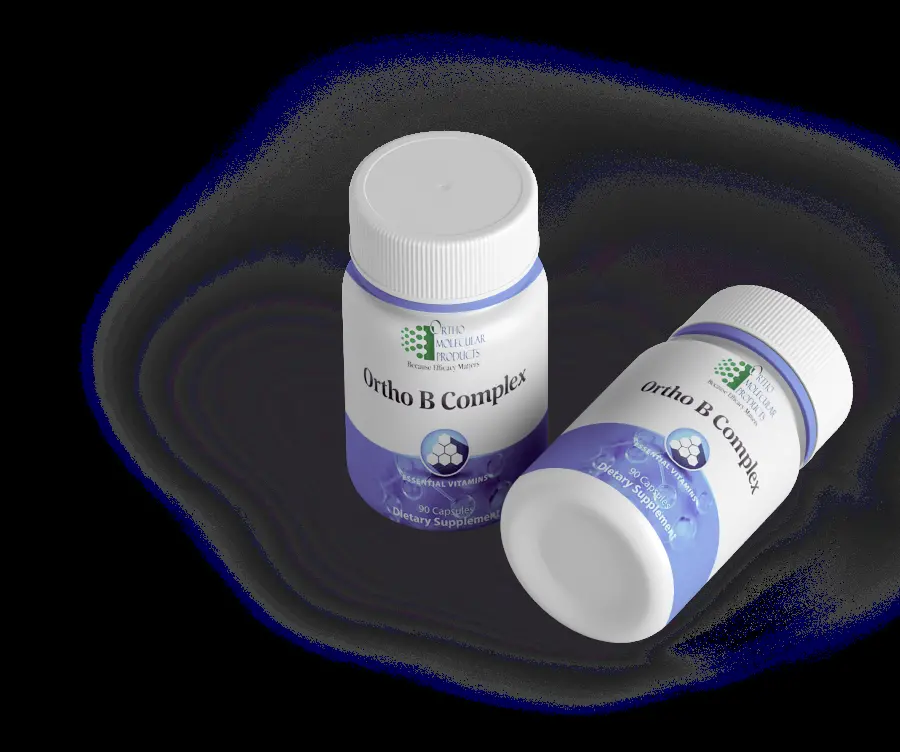 ORTHO
MOLECULAR
PRODUCTS
Because Efficacy Matters
Ortho B Complex
ESSENTIAL VITAMINS
90 Capsules
Dietary Supplement
ORTHO
MOLECULAR
PRODUCTS
Because Efficacy Matters
Ortho B Complex
ESSENTIAL VITAMINS
90 Capsules
Dietary Supplement